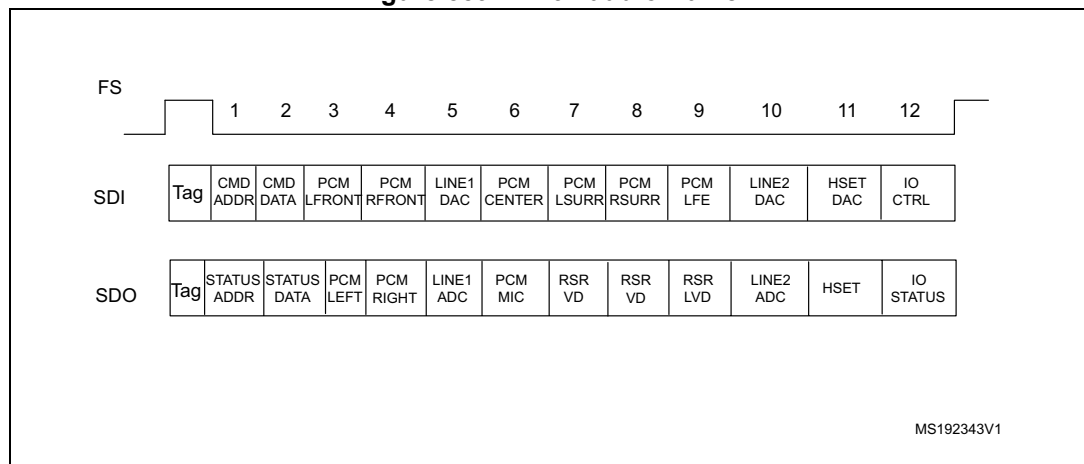 FS
1 2 3 4 5 6 7 8 9 10 11 12
SDI
Tag
CMD
ADDR
CMD
DATA
PCM
LFRONT
PCM
RFRONT
LINE1
DAC
PCM
CENTER
PCM
LSURR
PCM
RSURR
PCM
LFE
LINE2
DAC
HSET
DAC
IO
CTRL
SDO
Tag
STATUS
ADDR
STATUS
DATA
PCM
LEFT
PCM
RIGHT
LINE1
ADC
PCM
MIC
RSR
VD
RSR
VD
RSR
LVD
LINE2
ADC
HSET
IO
STATUS
MS192343V1